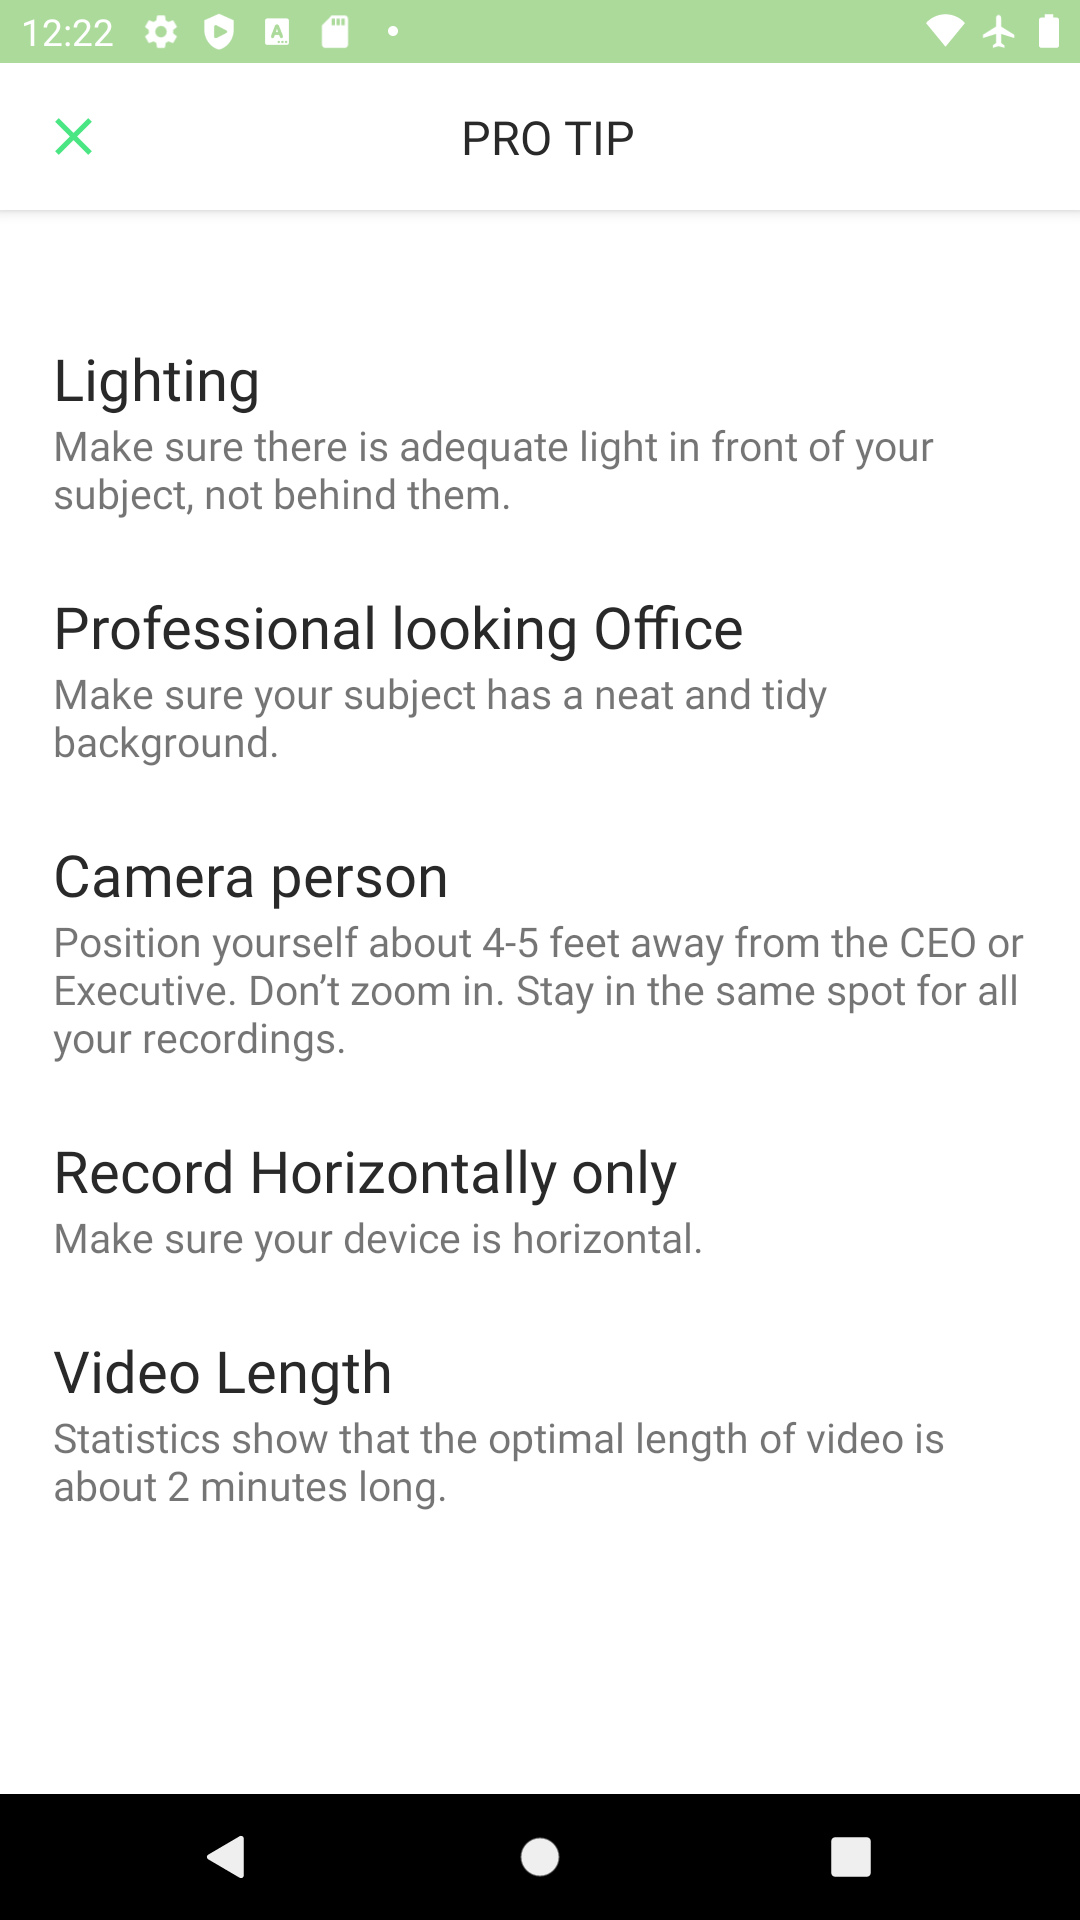 12:22
PRO TIP
Lighting
Make sure there is adequate light in front of your
subject, not behind them.
Professional looking Office
Make sure your subject has a neat and tidy
background.
Camera person
Position yourself about 4-5 feet away from the CEO or
Executive. Don’t zoom in. Stay in the same spot for all
your recordings.
Record Horizontally only
Make sure your device is horizontal.
Video Length
Statistics show that the optimal length of video is
about 2 minutes long.